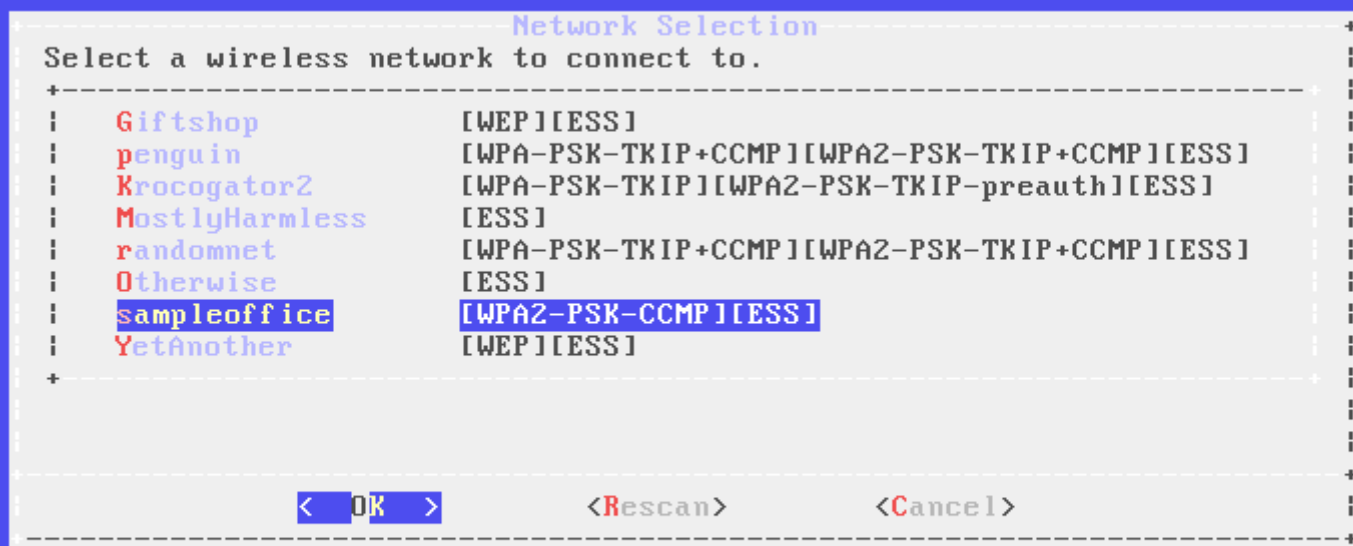 Network Selection
Select a wireless network to connect to.
Giftshop [WEP][ESS]
penguin [WPA-PSK-TKIP+CCMP][WPA2-PSK-TKIP+CCMP][ESS]
Krocogator2 [WPA-PSK-TKIP][WPA2-PSK-TKIP-preauth][ESS]
MostlyHarmless [ESS]
randomnet [WPA-PSK-TKIP+CCMP][WPA2-PSK-TKIP+CCMP][ESS]
Otherwise [ESS]
sampleoffice [WPA2-PSK-CCMP][ESS]
YetAnother [WEP][ESS]
< OK > <Rescan> <Cancel>